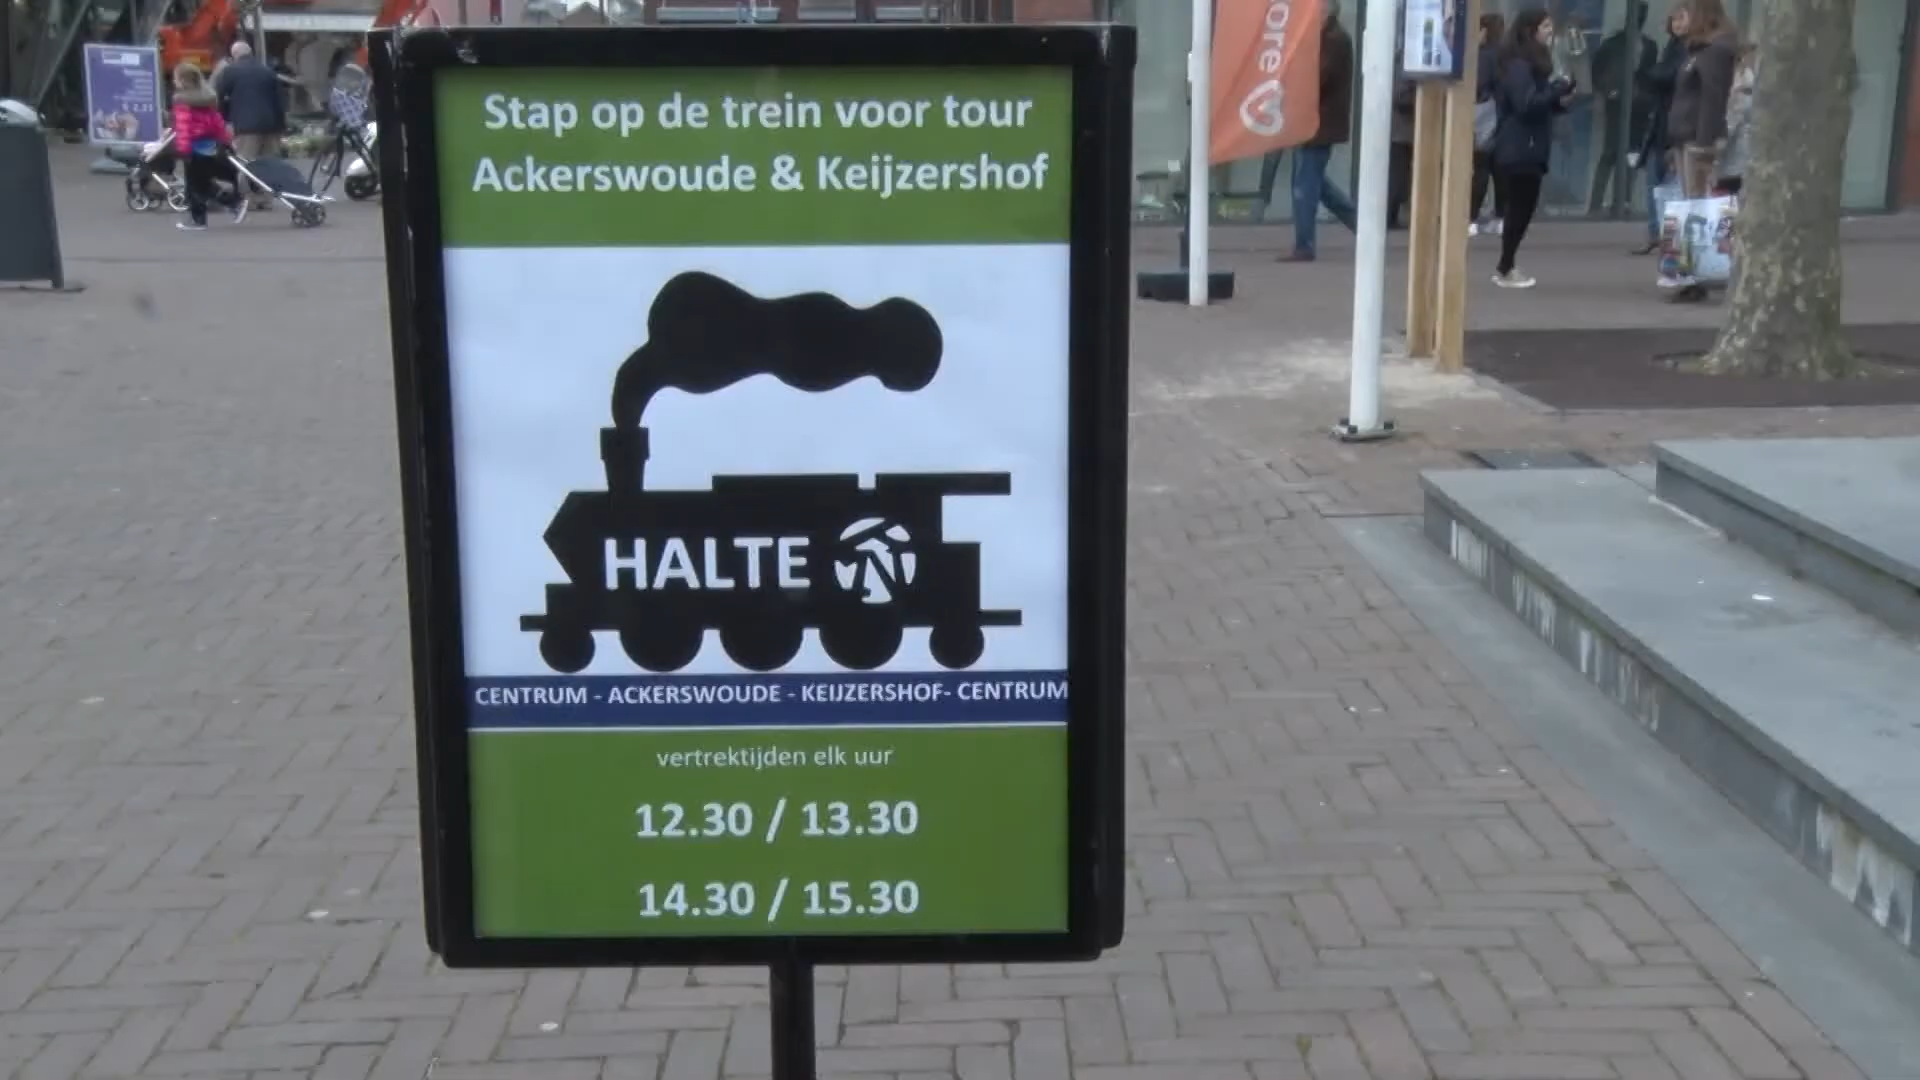 Stap op de trein voor tour
Ackerswoude & Keijzershof
HALTE
CENTRUM - ACKERSWOUDE - KEIJZERSHOF- CENTRUM
vertrektijden elk uur
12.30 / 13.30
14.30 / 15.30
ore